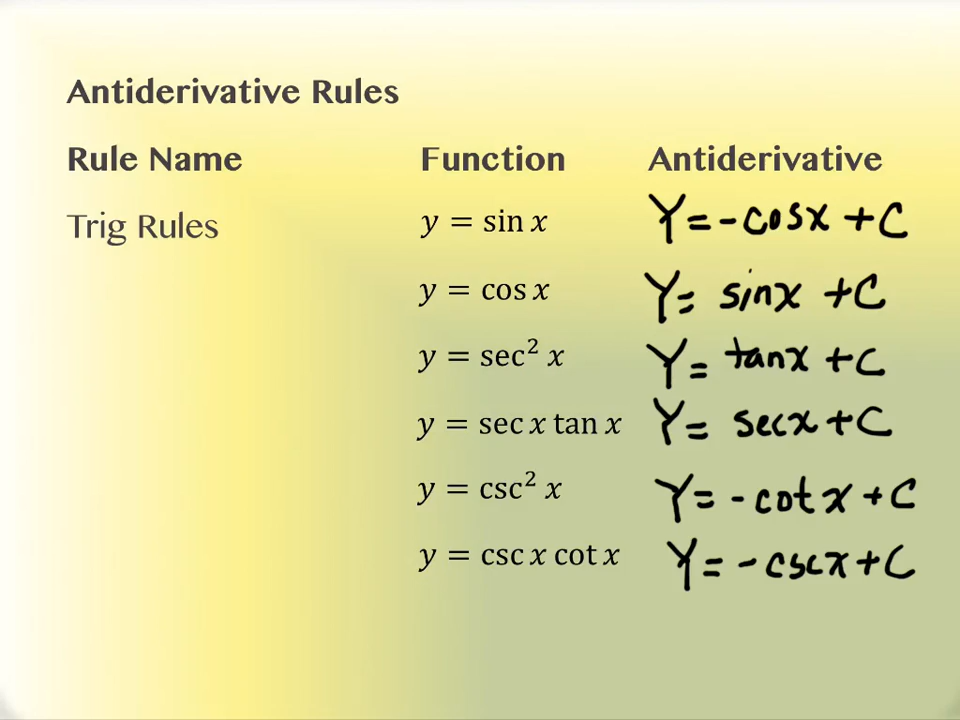 Antiderivative Rules
Rule Name Function Antiderivative
Trig Rules y = sin x Y = -cosx + C
y = cos x Y = sinx + C
y = sec² x Y = tanx + C
y = sec x tan x Y = secx + C
y = csc² x Y = -cot x + C
y = csc x cot x Y = -cscx + C